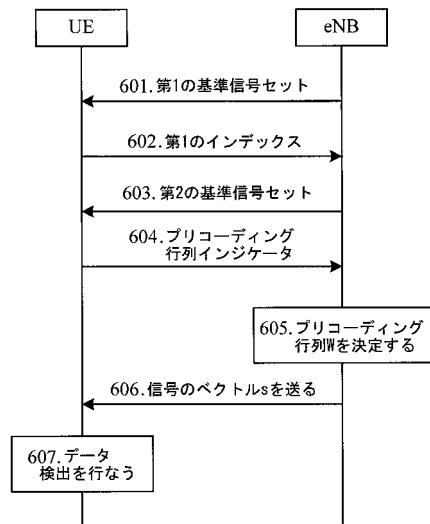 UE
eNB
601.第1の基準信号セット
602.第1のインデックス
603.第2の基準信号セット
604.プリコーディング
行列インジケータ
605.プリコーディング
行列Wを決定する
606.信号のベクトルsを送る
607.データ
検出を行なう